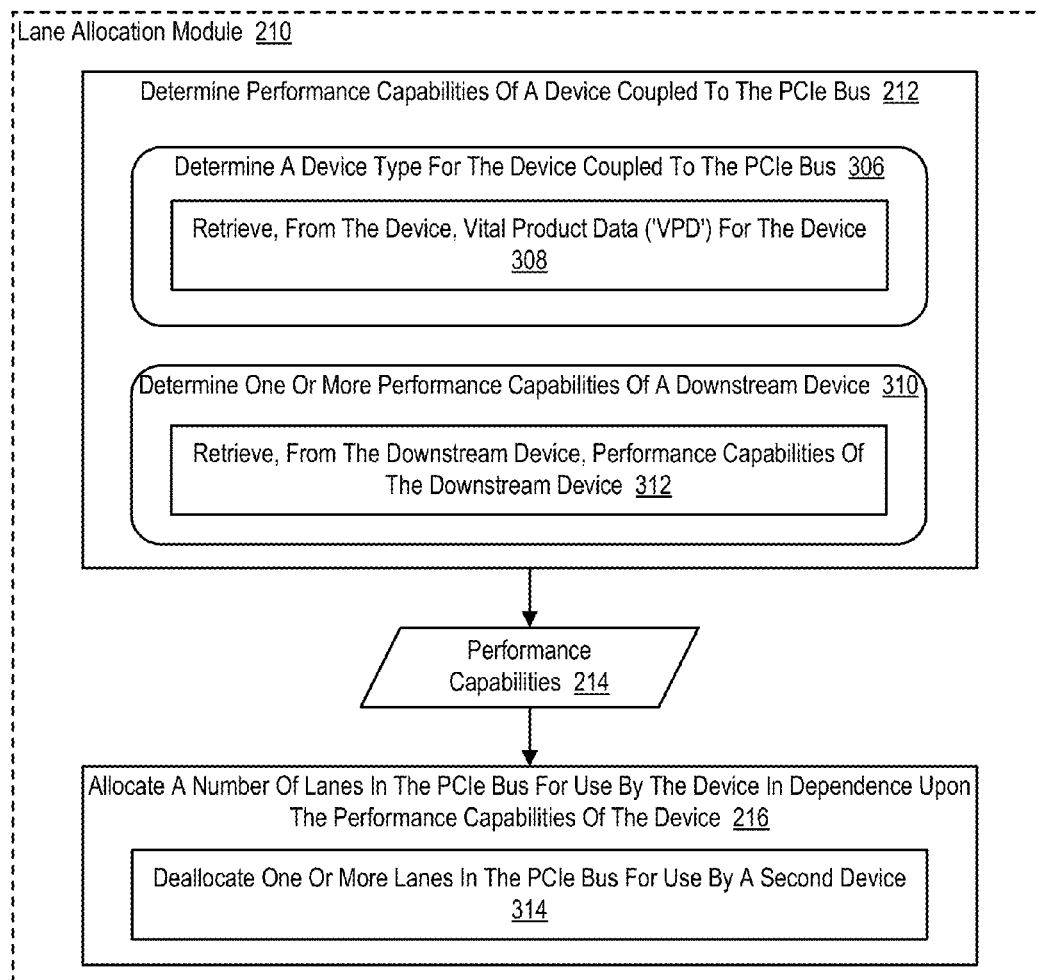 Lane Allocation Module 210
Determine Performance Capabilities Of A Device Coupled To The PCIe Bus 212
Determine A Device Type For The Device Coupled To The PCIe Bus 306
Retrieve, From The Device, Vital Product Data ('VPD') For The Device
308
Determine One Or More Performance Capabilities Of A Downstream Device 310
Retrieve, From The Downstream Device, Performance Capabilities Of
The Downstream Device 312
Performance
Capabilities 214
Allocate A Number Of Lanes In The PCIe Bus For Use By The Device In Dependence Upon
The Performance Capabilities Of The Device 216
Deallocate One Or More Lanes In The PCIe Bus For Use By A Second Device
314